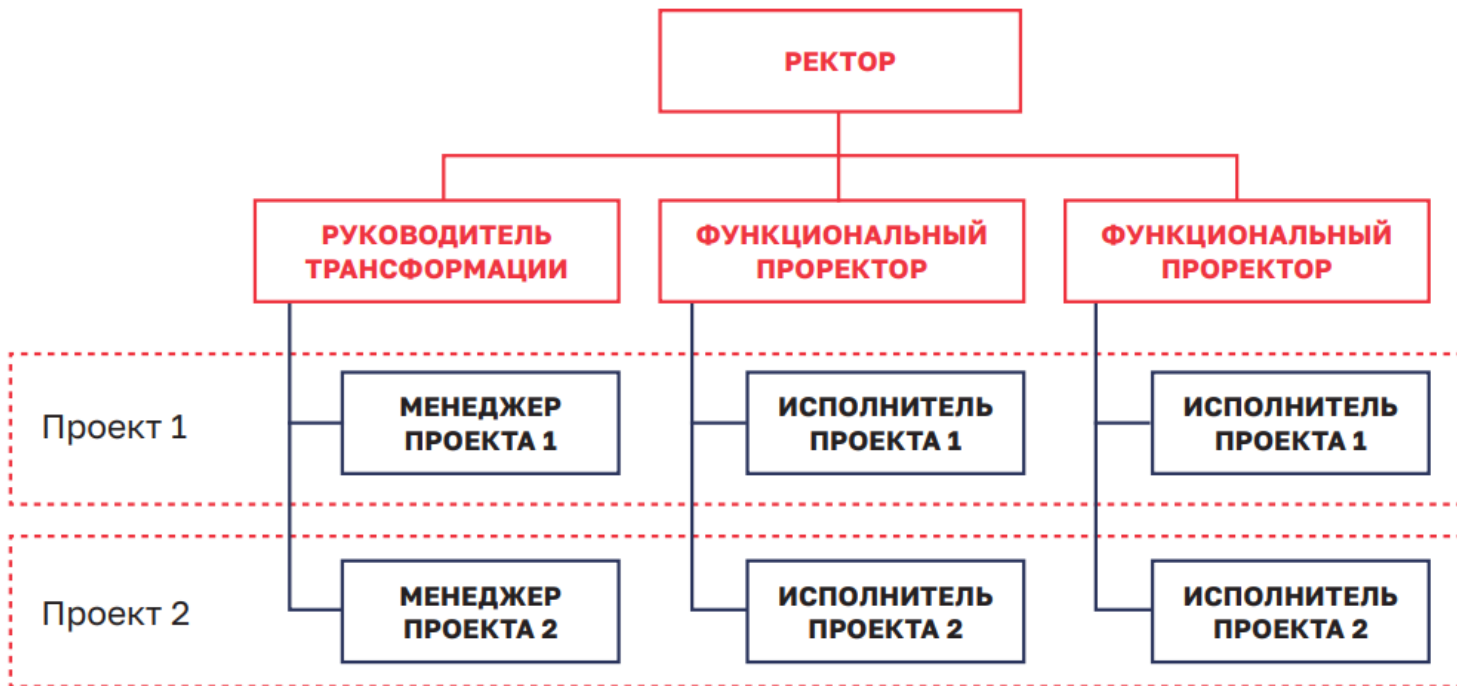 РЕКТОР
РУКОВОДИТЕЛЬ
ТРАНСФОРМАЦИИ
ФУНКЦИОНАЛЬНЫЙ
ПРОРЕКТОР
ФУНКЦИОНАЛЬНЫЙ
ПРОРЕКТОР
Проект 1
МЕНЕДЖЕР
ПРОЕКТА 1
ИСПОЛНИТЕЛЬ
ПРОЕКТА 1
ИСПОЛНИТЕЛЬ
ПРОЕКТА 1
Проект 2
МЕНЕДЖЕР
ПРОЕКТА 2
ИСПОЛНИТЕЛЬ
ПРОЕКТА 2
ИСПОЛНИТЕЛЬ
ПРОЕКТА 2